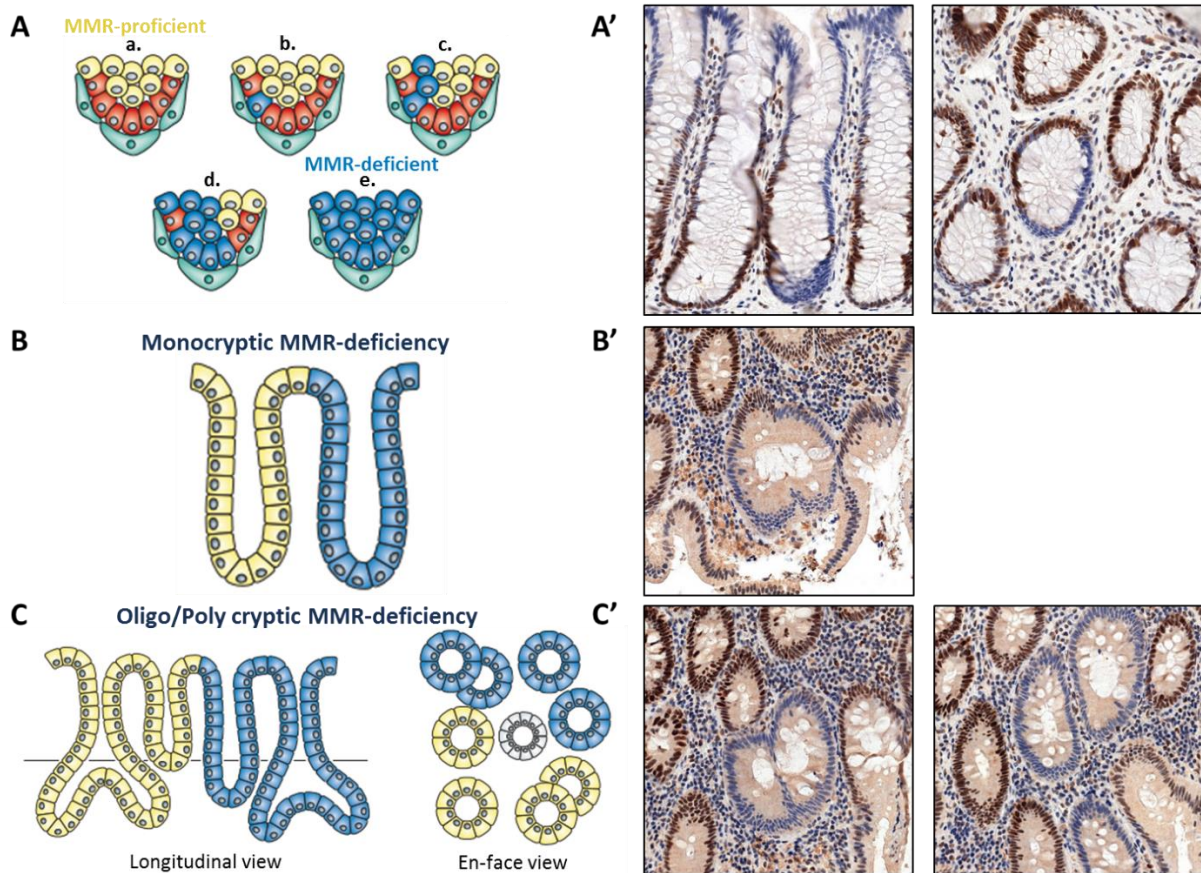 A
MMR-proficient
a.
b.
c.
MMR-deficient
d.
e.
A’
B
Monocryptic MMR-deficiency
B’
C
Oligo/Poly cryptic MMR-deficiency
Longitudinal view
En-face view
C’